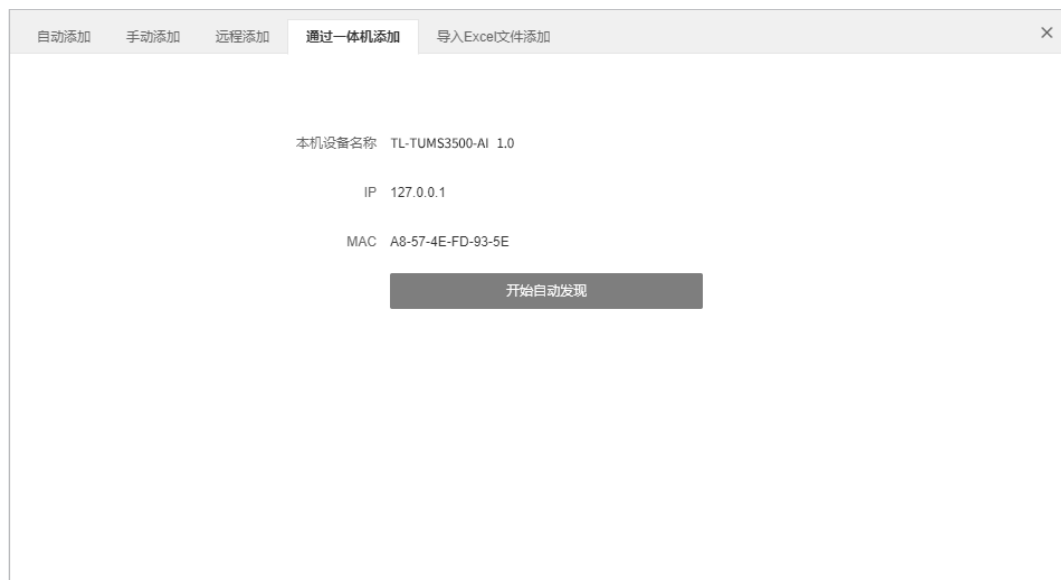 自动添加 手动添加 远程添加 通过一体机添加 导入Excel文件添加 ×
本机设备名称 TL-TUMS3500-AI 1.0
IP 127.0.0.1
MAC A8-57-4E-FD-93-5E
开始自动发现